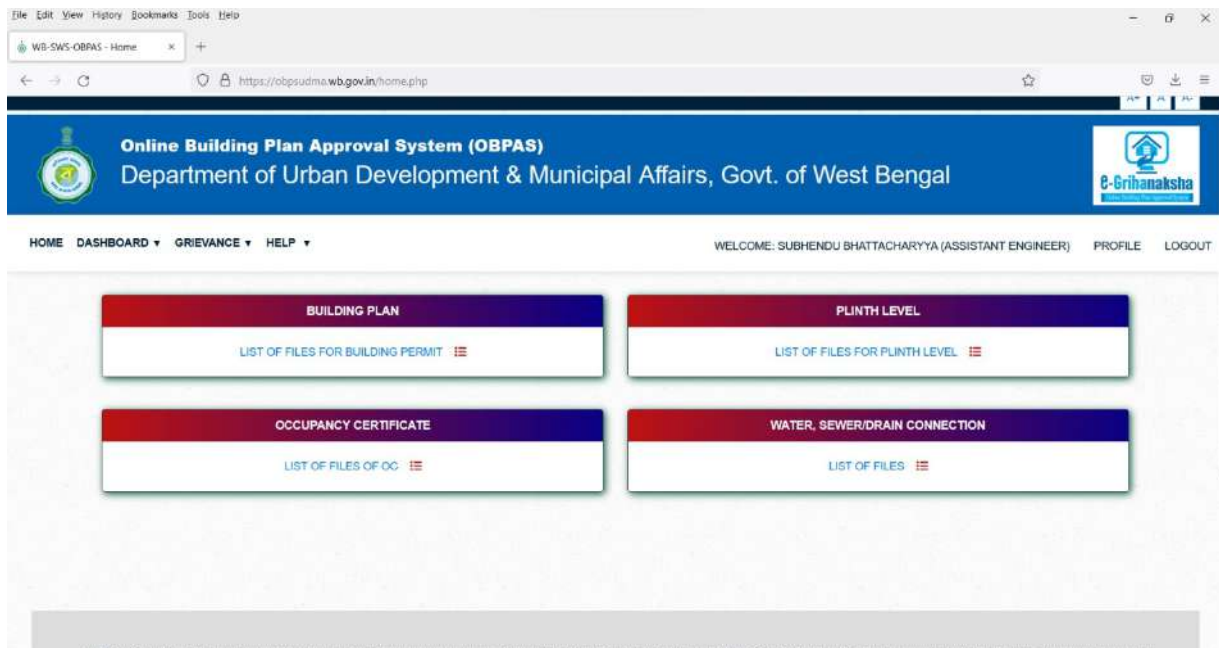 File Edit View History Bookmarks Tools Help
WB-SWS-OBPAS - Home
https://obpsudma.wb.gov.in/home.php
A+ A A-
Online Building Plan Approval System (OBPAS)
Department of Urban Development & Municipal Affairs, Govt. of West Bengal
e-Grihanaksha
HOME DASHBOARD ▾ GRIEVANCE ▾ HELP ▾ WELCOME: SUBHENDU BHATTACHARYYA (ASSISTANT ENGINEER) PROFILE LOGOUT
BUILDING PLAN
LIST OF FILES FOR BUILDING PERMIT
PLINTH LEVEL
LIST OF FILES FOR PLINTH LEVEL
OCCUPANCY CERTIFICATE
LIST OF FILES OF OC
WATER, SEWER/DRAIN CONNECTION
LIST OF FILES